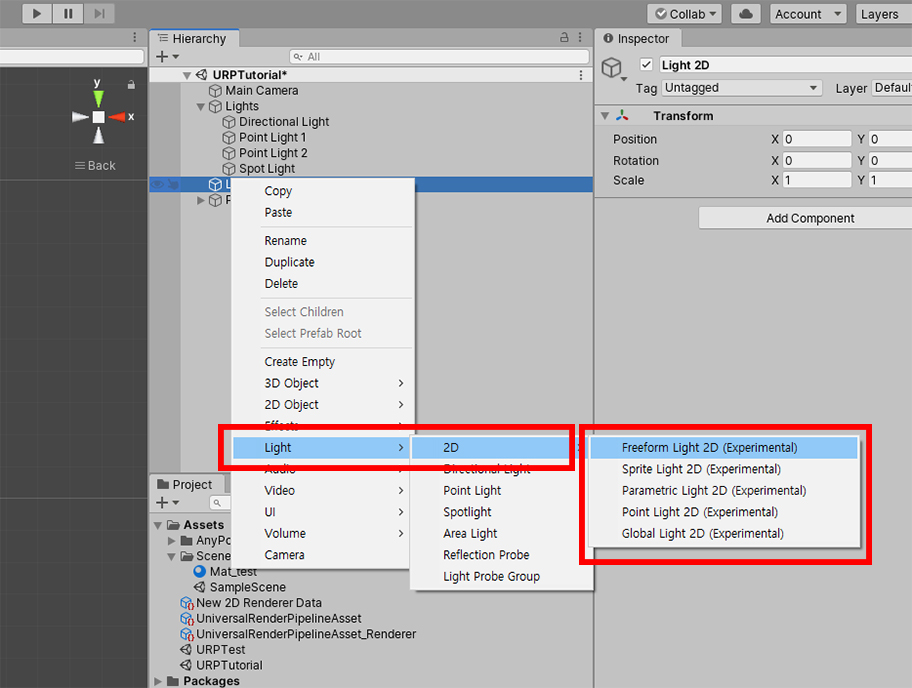 Collab
Account
Layers
Hierarchy
All
Inspector
URPTutorial*
Main Camera
Lights
Directional Light
Point Light 1
Point Light 2
Spot Light
y
x
Back
Light 2D
Tag Untagged
Layer
Transform
Position X 0 Y 0
Rotation X 0 Y 0
Scale X 1 Y 1
Add Component
Copy
Paste
Rename
Duplicate
Delete
Select Children
Select Prefab Root
Create Empty
3D Object
2D Object
Effects
Light
Audio
Video
UI
Volume
Camera
2D
Directional Light
Point Light
Spotlight
Area Light
Reflection Probe
Light Probe Group
Freeform Light 2D (Experimental)
Sprite Light 2D (Experimental)
Parametric Light 2D (Experimental)
Point Light 2D (Experimental)
Global Light 2D (Experimental)
Project
Assets
Mat_test
SampleScene
New 2D Renderer Data
UniversalRenderPipelineAsset
UniversalRenderPipelineAsset_Renderer
URPTest
URPTutorial
Packages